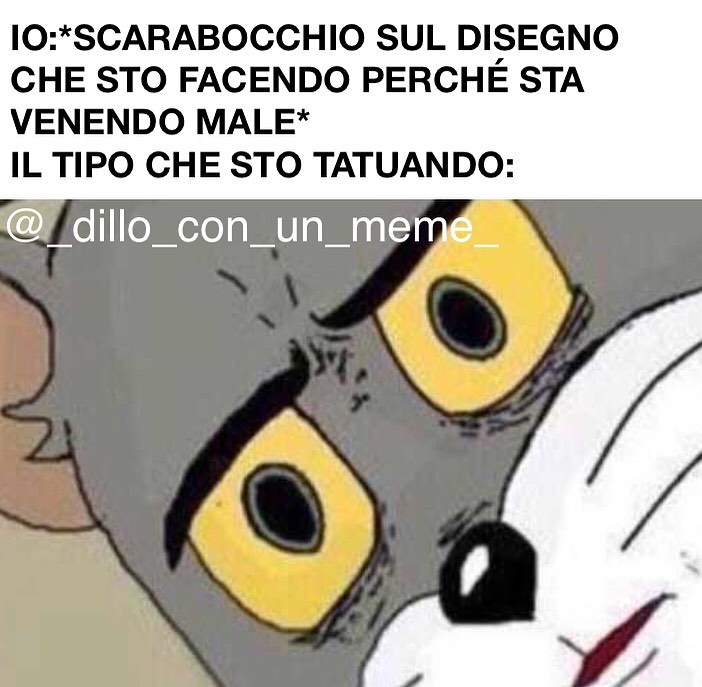 IO:*SCARABOCCHIO SUL DISEGNO
CHE STO FACENDO PERCHÉ STA
VENENDO MALE*
IL TIPO CHE STO TATUANDO:
@_dillo_con_un_meme_